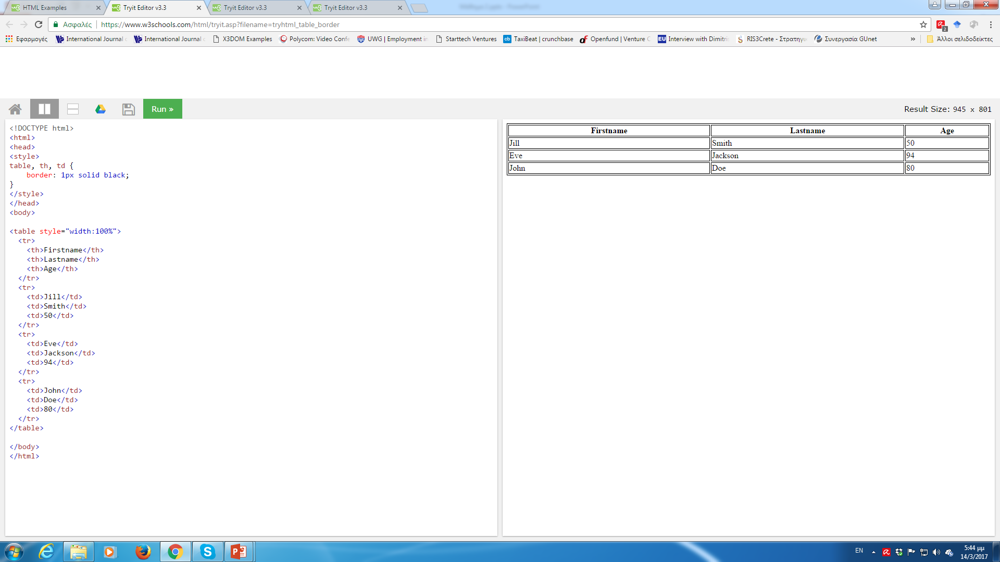 HTML Examples
Tryit Editor v3.3
Tryit Editor v3.3
Tryit Editor v3.3
Ασφαλές
https://www.w3schools.com/html/tryit.asp?filename=tryhtml_table_border
2
Εφαρμογές
International Journal
International Journal
X3DOM Examples
Polycom: Video Confe
UWG | Employment in
Starttech Ventures
cb
TaxiBeat | crunchbase
Openfund | Venture C
EU
Interview with Dimitri
RIS3Crete - Στρατηγι
Συνεργασία GUnet
»
Άλλοι σελιδοδείκτες
Run »
Result Size: 945 x 801
<!DOCTYPE html>
<html>
<head>
<style>
table, th, td {
    border: 1px solid black;
}
</style>
</head>
<body>

<table style="width:100%">
  <tr>
    <th>Firstname</th>
    <th>Lastname</th>
    <th>Age</th>
  </tr>
  <tr>
    <td>Jill</td>
    <td>Smith</td>
    <td>50</td>
  </tr>
  <tr>
    <td>Eve</td>
    <td>Jackson</td>
    <td>94</td>
  </tr>
  <tr>
    <td>John</td>
    <td>Doe</td>
    <td>80</td>
  </tr>
</table>

</body>
</html>
Firstname Lastname Age
Jill Smith 50
Eve Jackson 94
John Doe 80
EN
5:44 μμ
14/3/2017